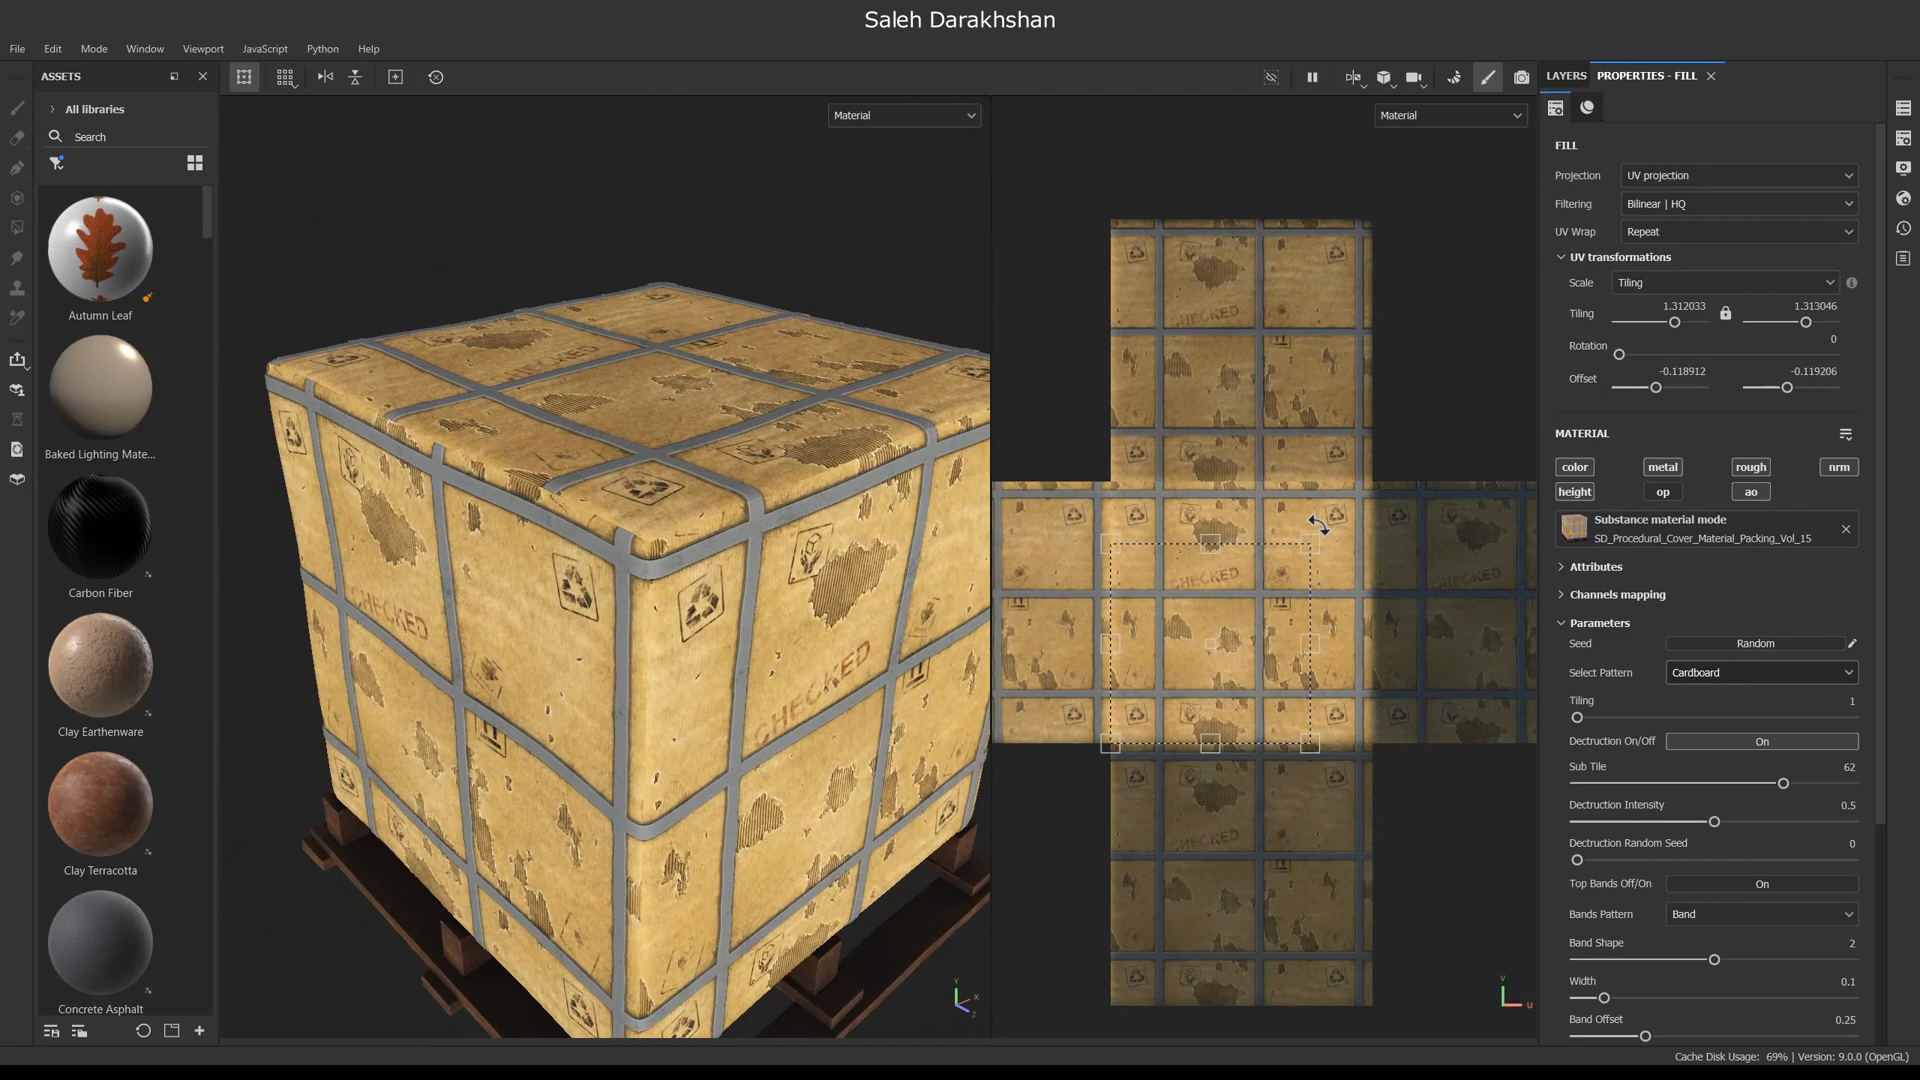 Saleh Darakhshan
File Edit Mode Window Viewport JavaScript Python Help
ASSETS
All libraries
Search
Autumn Leaf
Baked Lighting Mate...
Carbon Fiber
Clay Earthenware
Clay Terracotta
Concrete Asphalt
Material
CHECKED
CHECKED
CHECKED
Y
X
Z
Material
CHECKED
CHECKED
CHECKED
CHECKED
V
U
LAYERS PROPERTIES - FILL
FILL
Projection UV projection
Filtering Bilinear | HQ
UV Wrap Repeat
UV transformations
Scale Tiling
Tiling 1.312033 1.313046
Rotation 0
Offset -0.118912 -0.119206
MATERIAL
color metal rough nrm
height op ao
Substance material mode
SD_Procedural_Cover_Material_Packing_Vol_15
Attributes
Channels mapping
Parameters
Seed Random
Select Pattern Cardboard
Tiling 1
Dectruction On/Off On
Sub Tile 62
Dectruction Intensity 0.5
Dectruction Random Seed 0
Top Bands Off/On On
Bands Pattern Band
Band Shape 2
Width 0.1
Band Offset 0.25
Cache Disk Usage: 69% | Version: 9.0.0 (OpenGL)